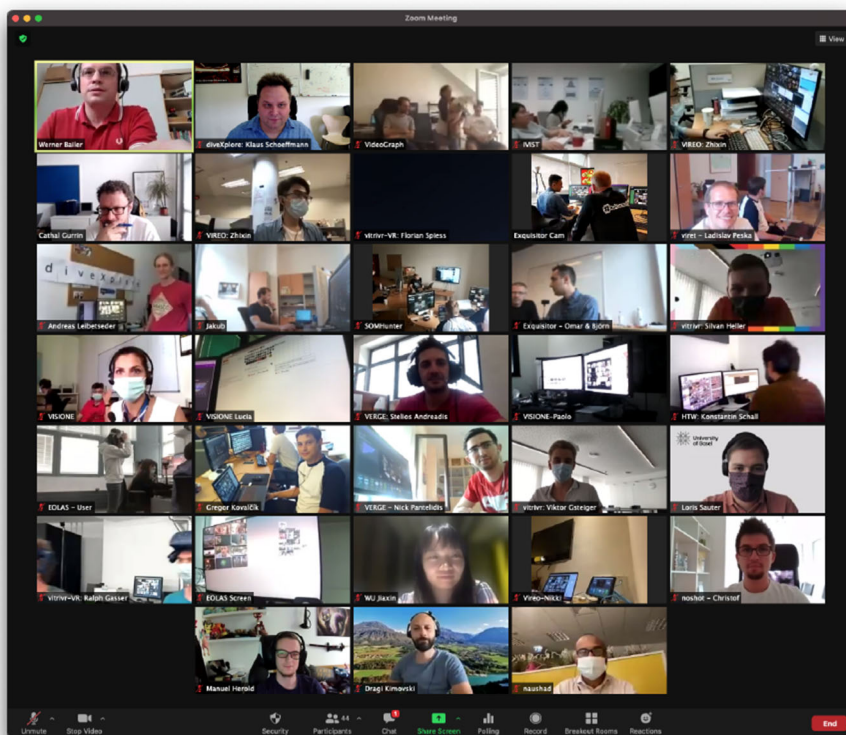 Zoom Meeting
View
Werner Bailer
diveXplore: Klaus Schoeffmann
VideoGraph
iVIST
VIREO: Zhixin
Cathal Gurrin
VIREO: Zhixin
vitrivr-VR: Florian Spiess
Exquisitor Cam
viret - Ladislav Peska
divexplore
Andreas Leibetseder
Jakub
SOMHunter
Exquisitor - Omar & Björn
vitrivr: Silvan Heller
VISIONE
VISIONE Lucia
VERGE: Stelios Andreadis
VISIONE-Paolo
HTW: Konstantin Schall
University
of Basel
EOLAS - User
Gregor Kovalčík
VERGE - Nick Pantelidis
vitrivr: Viktor Gsteiger
Loris Sauter
vitrivr-VR: Ralph Gasser
EOLAS Screen
WU Jiaxin
Vireo-Nikki
noshot - Christof
Manuel Herold
Dragi Kimovski
naushad
44
1
Unmute
Stop Video
Security
Participants
Chat
Share Screen
Polling
Record
Breakout Rooms
Reactions
End